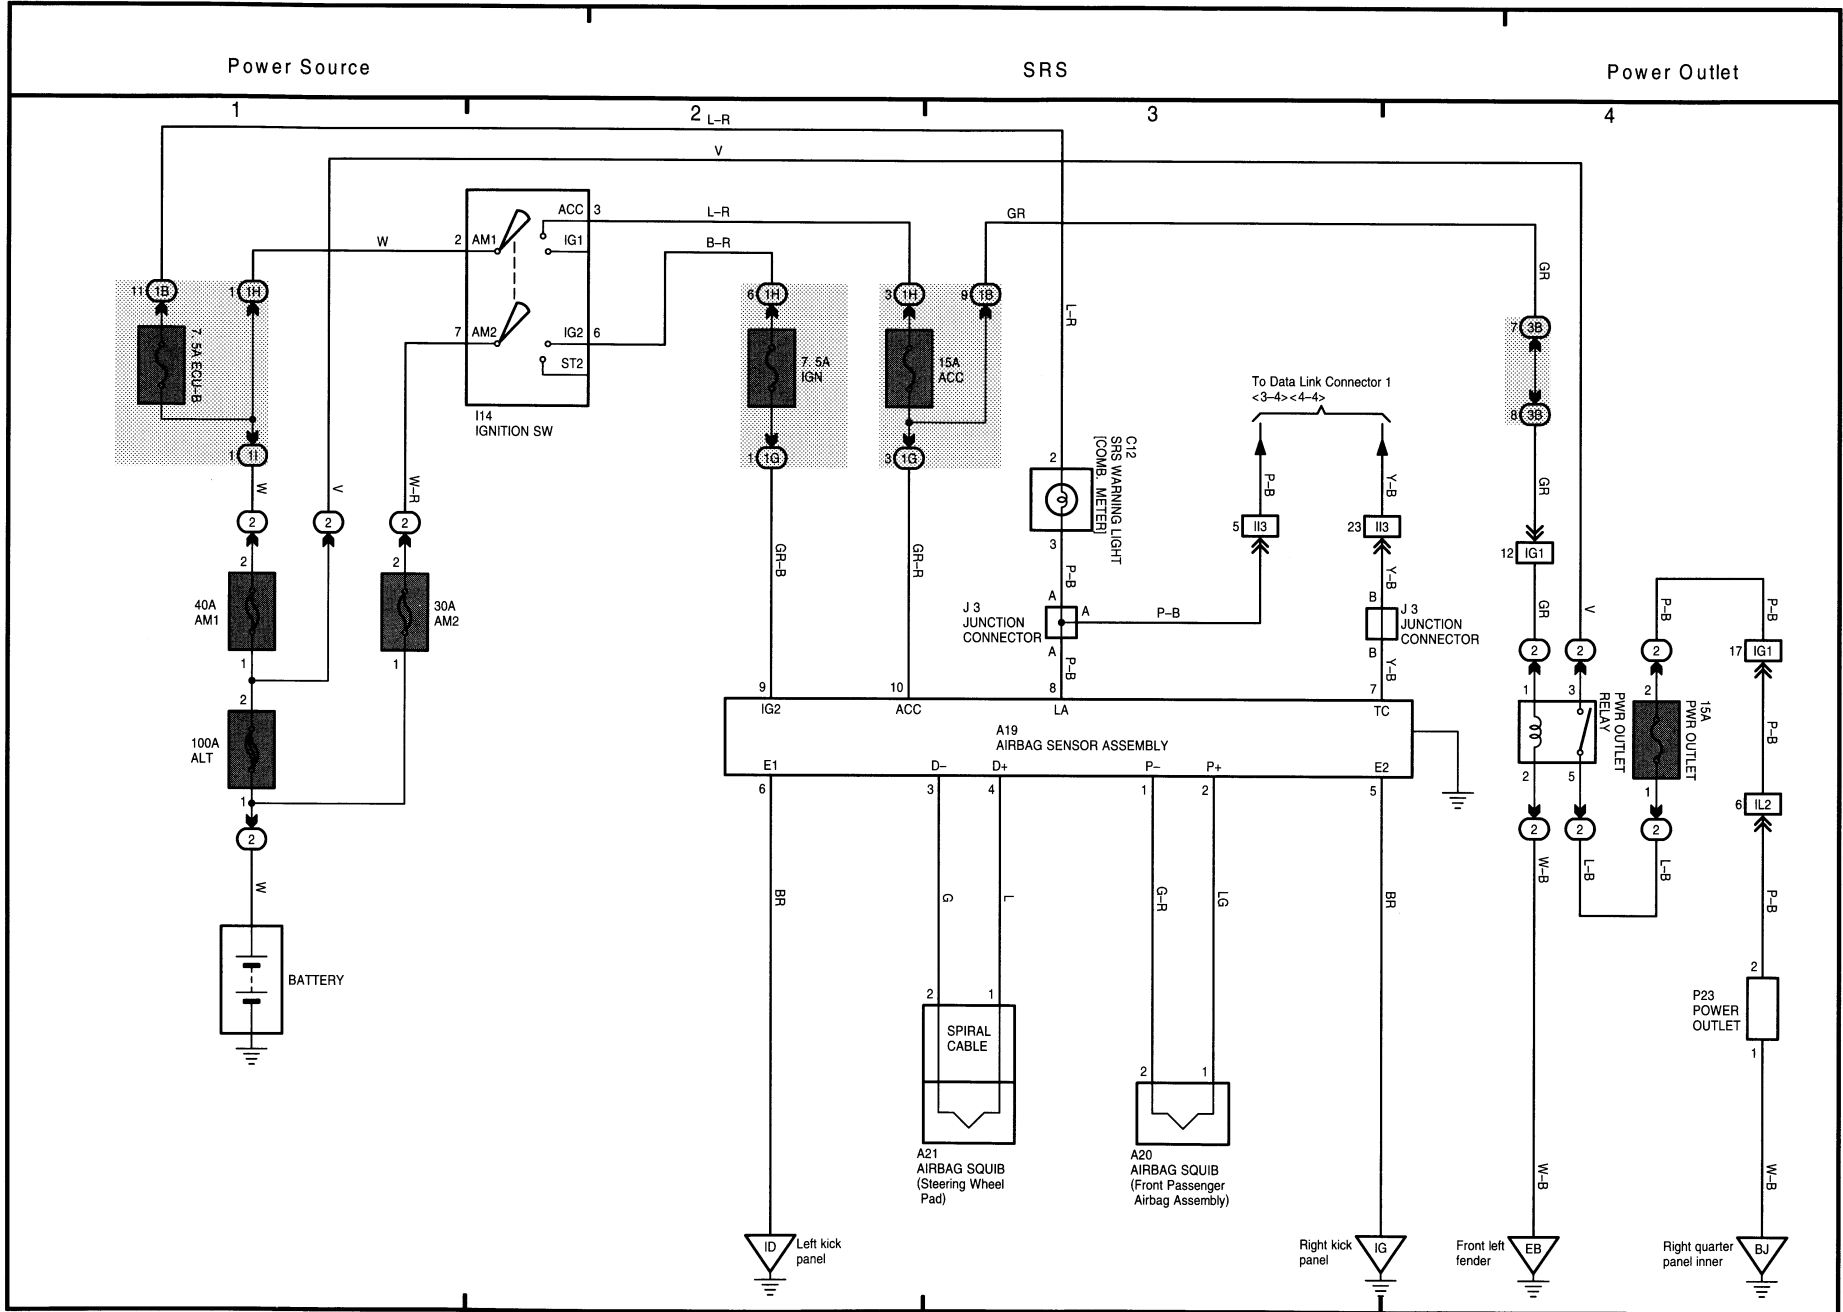 Power Source
SRS
Power Outlet
1
2
3
4
L–R
V
ACC 3
2 AM1
IG1
7 AM2
IG2 6
ST2
I14
IGNITION SW
W
L–R
B–R
GR
GR
11 1B
1 1H
7. 5A EQU–B
1 1I
6 1H
7. 5A
IGN
1 1G
3 1H
9 1B
15A
ACC
3 1G
L–R
7 3B
8 3B
To Data Link Connector 1
<3–4><4–4>
W
V
W–R
2
2
2
2
40A
AM1
1
2
30A
AM2
1
2
100A
ALT
1
2
W
BATTERY
GR–B
GR–R
2
C12
SRS WARNING LIGHT
[COMB. METER]
3
P–B
A
J 3
JUNCTION
CONNECTOR
A
P–B
A
P–B
P–B
5 II3
Y–B
23 II3
Y–B
B
J 3
JUNCTION
CONNECTOR
B
Y–B
GR
12 IG1
GR
V
2
2
2
1
3
PWR OUTLET
RELAY
2
5
2
15A
PWR OUTLET
1
2
2
2
P–B
P–B
17 IG1
P–B
6 IL2
P–B
2
P23
POWER
OUTLET
1
W–B
L–B
L–B
W–B
W–B
9
IG2
10
ACC
8
LA
7
TC
A19
AIRBAG SENSOR ASSEMBLY
E1
D–
D+
P–
P+
E2
6
3
4
1
2
5
BR
G
L
G–R
LG
BR
2
1
SPIRAL
CABLE
A21
AIRBAG SQUIB
(Steering Wheel
Pad)
2
1
A20
AIRBAG SQUIB
(Front Passenger
Airbag Assembly)
ID
Left kick
panel
Right kick
panel
IG
Front left
fender
EB
Right quarter
panel inner
BJ